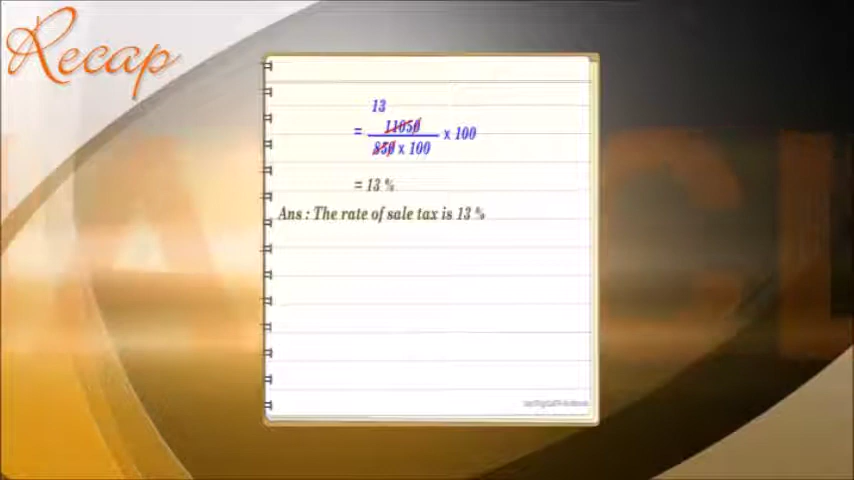 Recap
13
= 11050 x 100
850 x 100
= 13 %
Ans : The rate of sale tax is 13 %